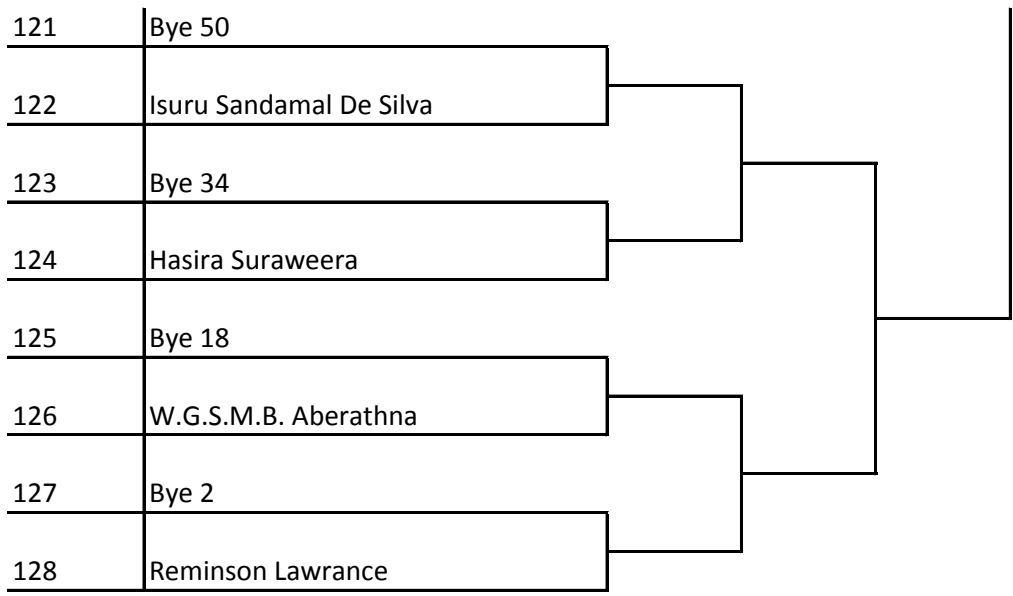 121 Bye 50
122 Isuru Sandamal De Silva
123 Bye 34
124 Hasira Suraweera
125 Bye 18
126 W.G.S.M.B. Aberathna
127 Bye 2
128 Reminson Lawrance